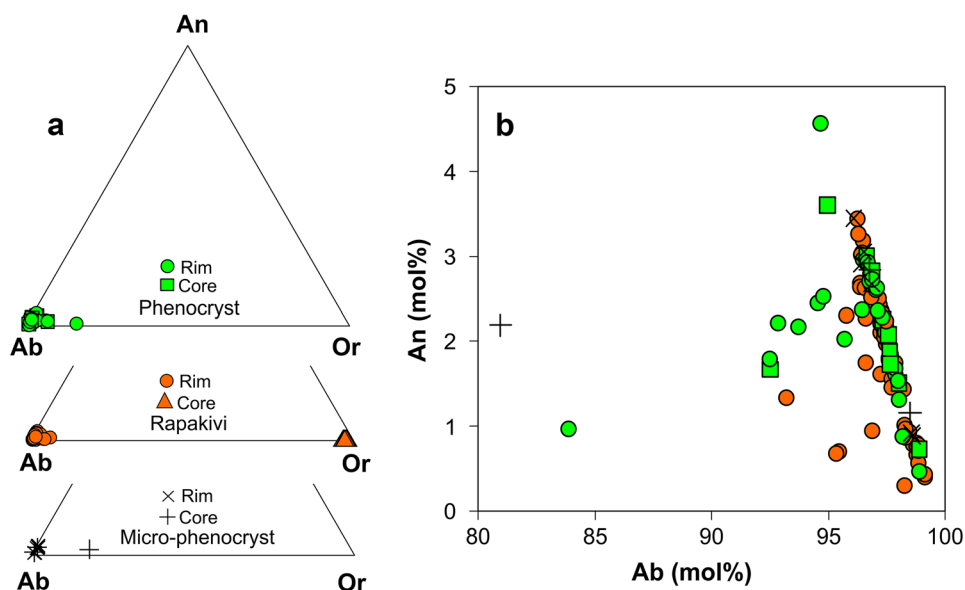 An
a
Rim
Core
Phenocryst
Ab
Or
Rim
Core
Rapakivi
Ab
Or
Rim
Core
Micro-phenocryst
Ab
Or
b
An (mol%)
5
4
3
2
1
0
80
85
90
95
100
Ab (mol%)